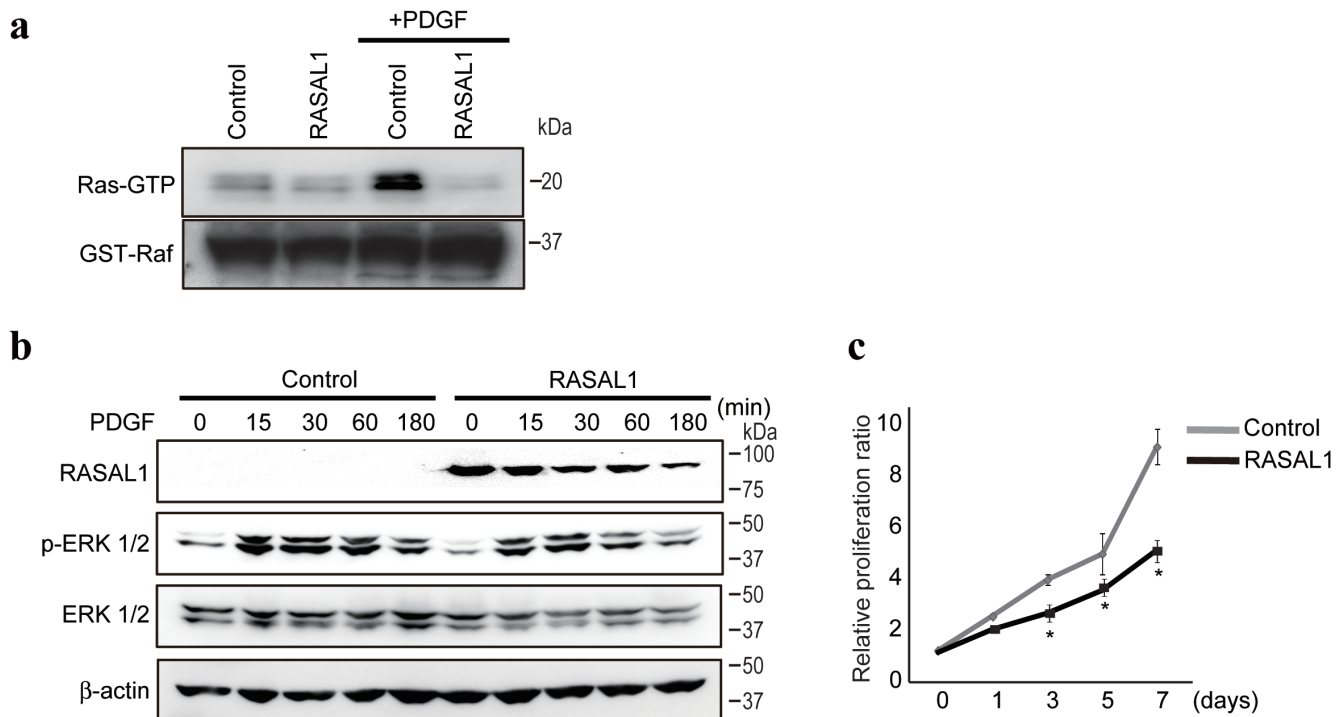 a
+PDGF
Control RASAL1 Control RASAL1
kDa
Ras-GTP –20
GST-Raf –37
b
Control RASAL1
PDGF 0 15 30 60 180 0 15 30 60 180 (min)
kDa
RASAL1 –100
–75
p-ERK 1/2 –50
–37
ERK 1/2 –50
–37
β-actin –50
–37
c
Relative proliferation ratio
10
8
6
4
2
0
0 1 3 5 7 (days)
Control
RASAL1
*
*
*